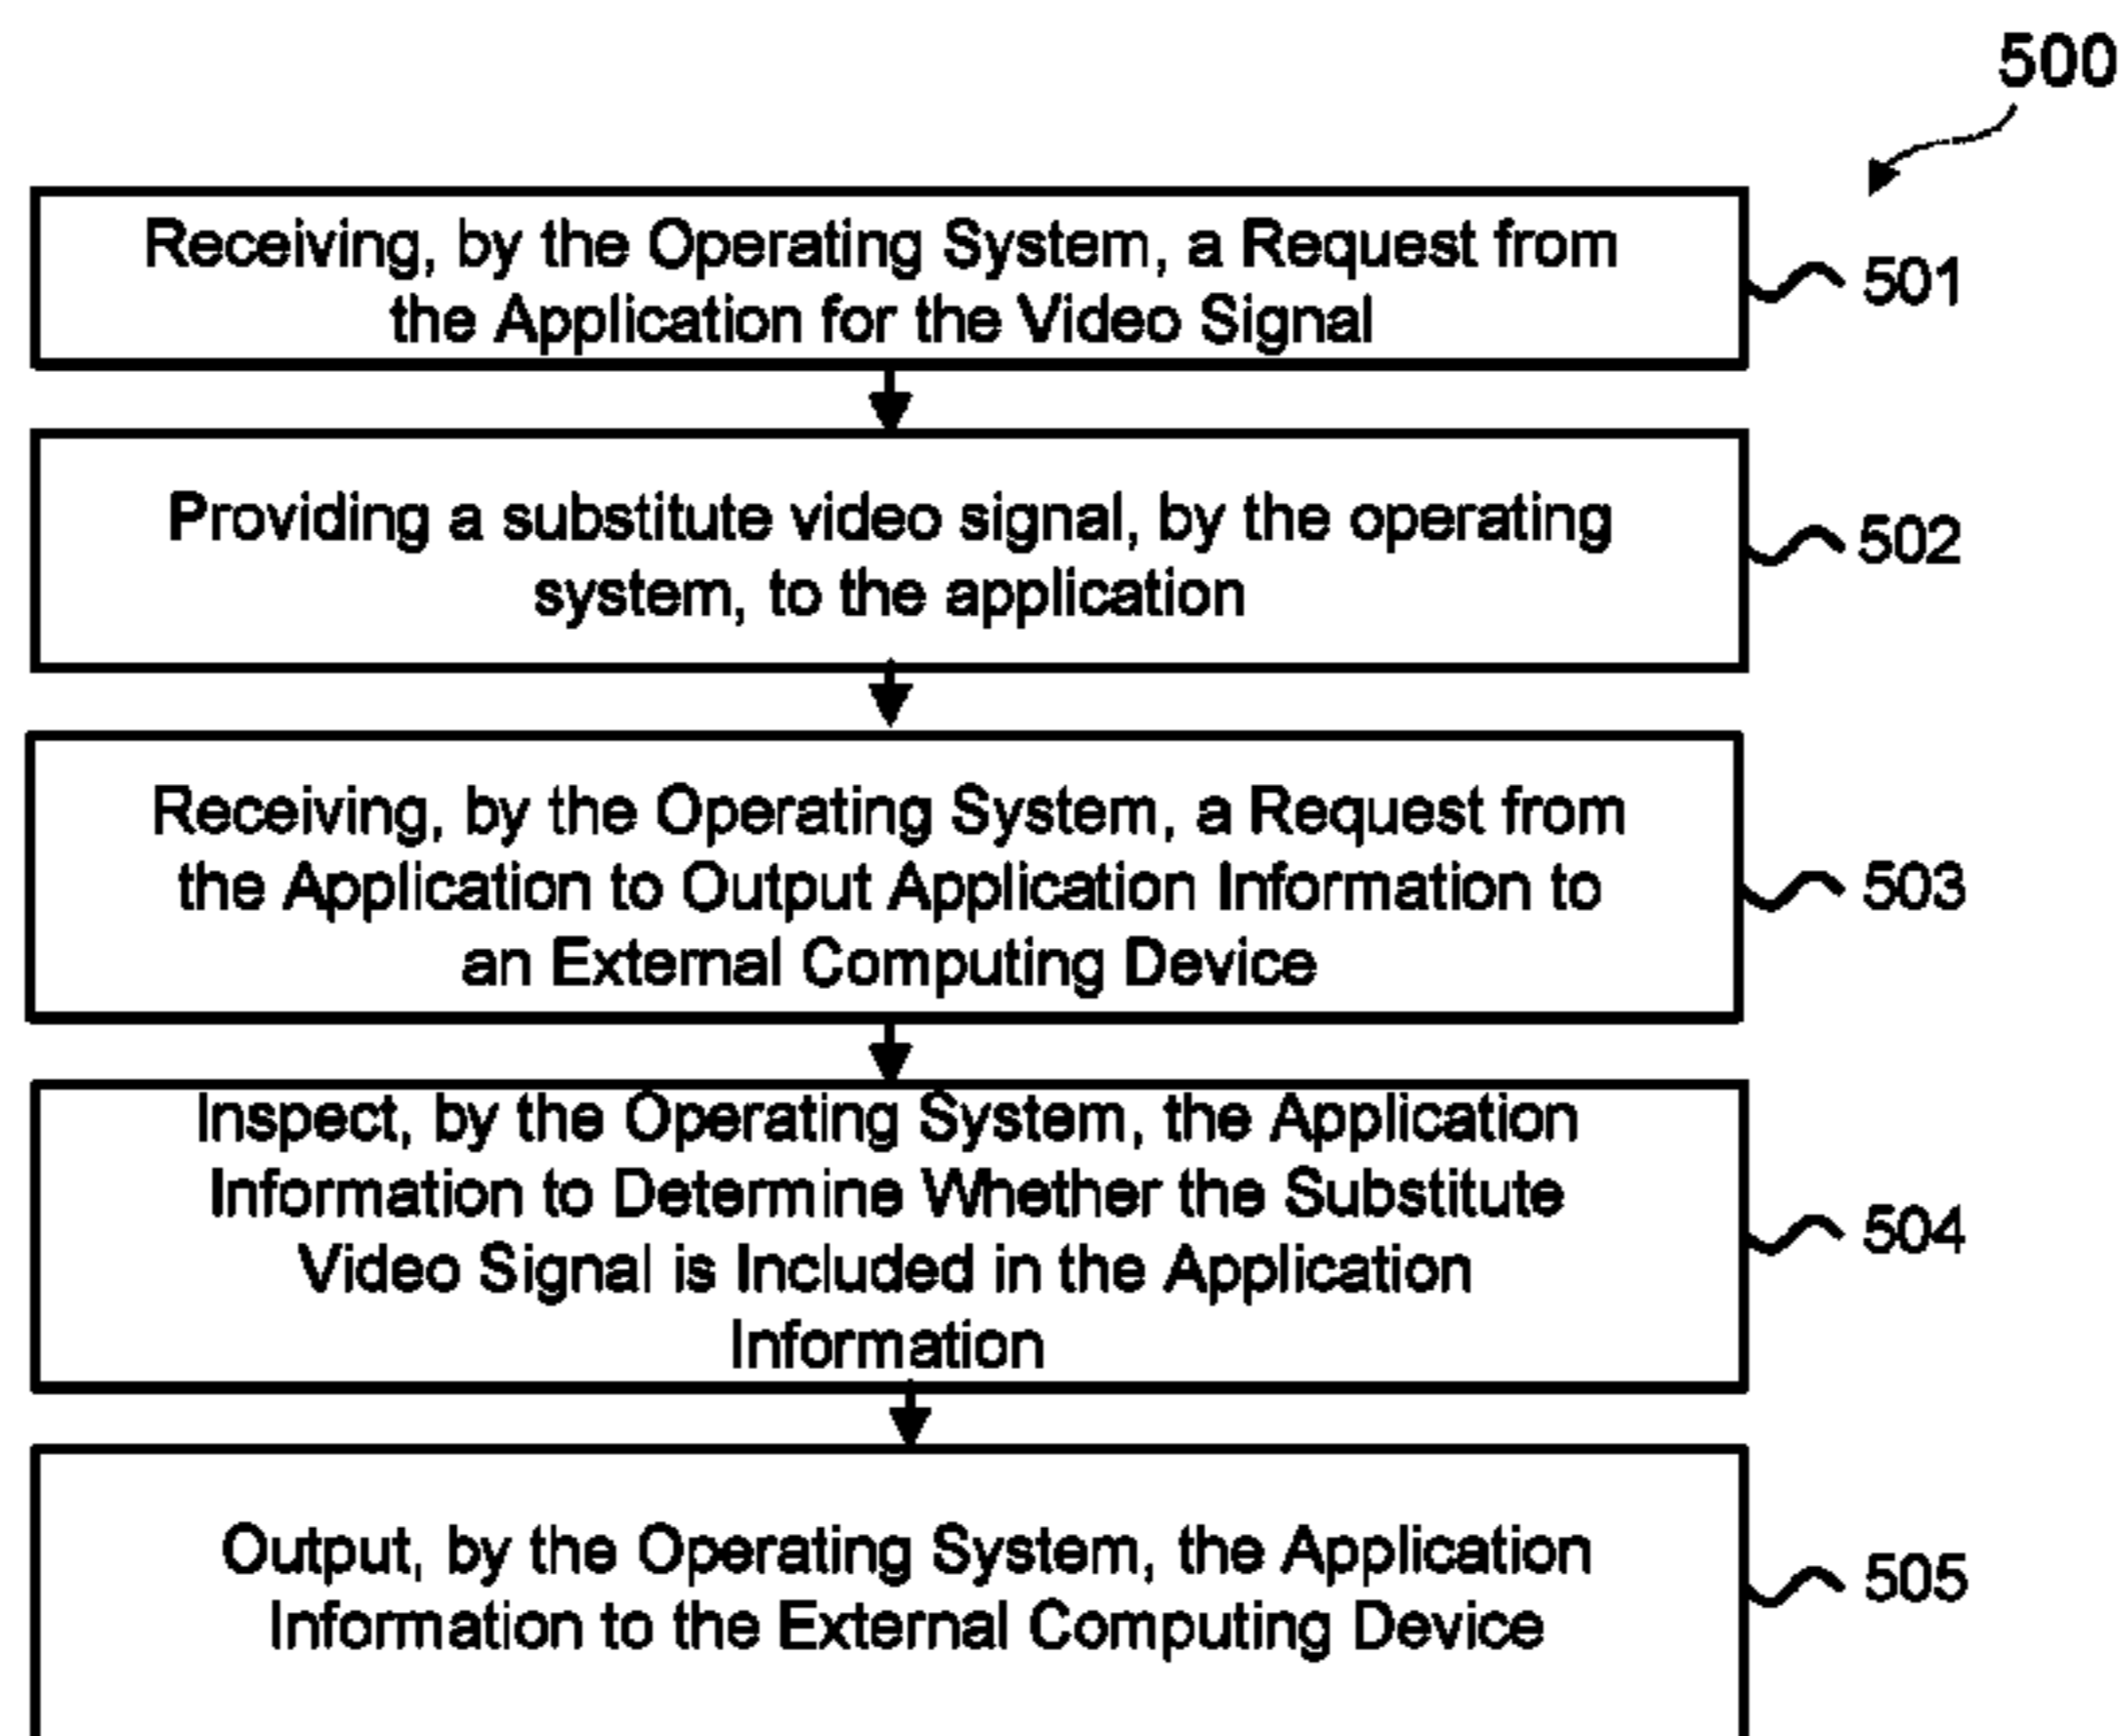 500
Receiving, by the Operating System, a Request from
the Application for the Video Signal
501
Providing a substitute video signal, by the operating
system, to the application
502
Receiving, by the Operating System, a Request from
the Application to Output Application Information to
an External Computing Device
503
Inspect, by the Operating System, the Application
Information to Determine Whether the Substitute
Video Signal is Included in the Application
Information
504
Output, by the Operating System, the Application
Information to the External Computing Device
505